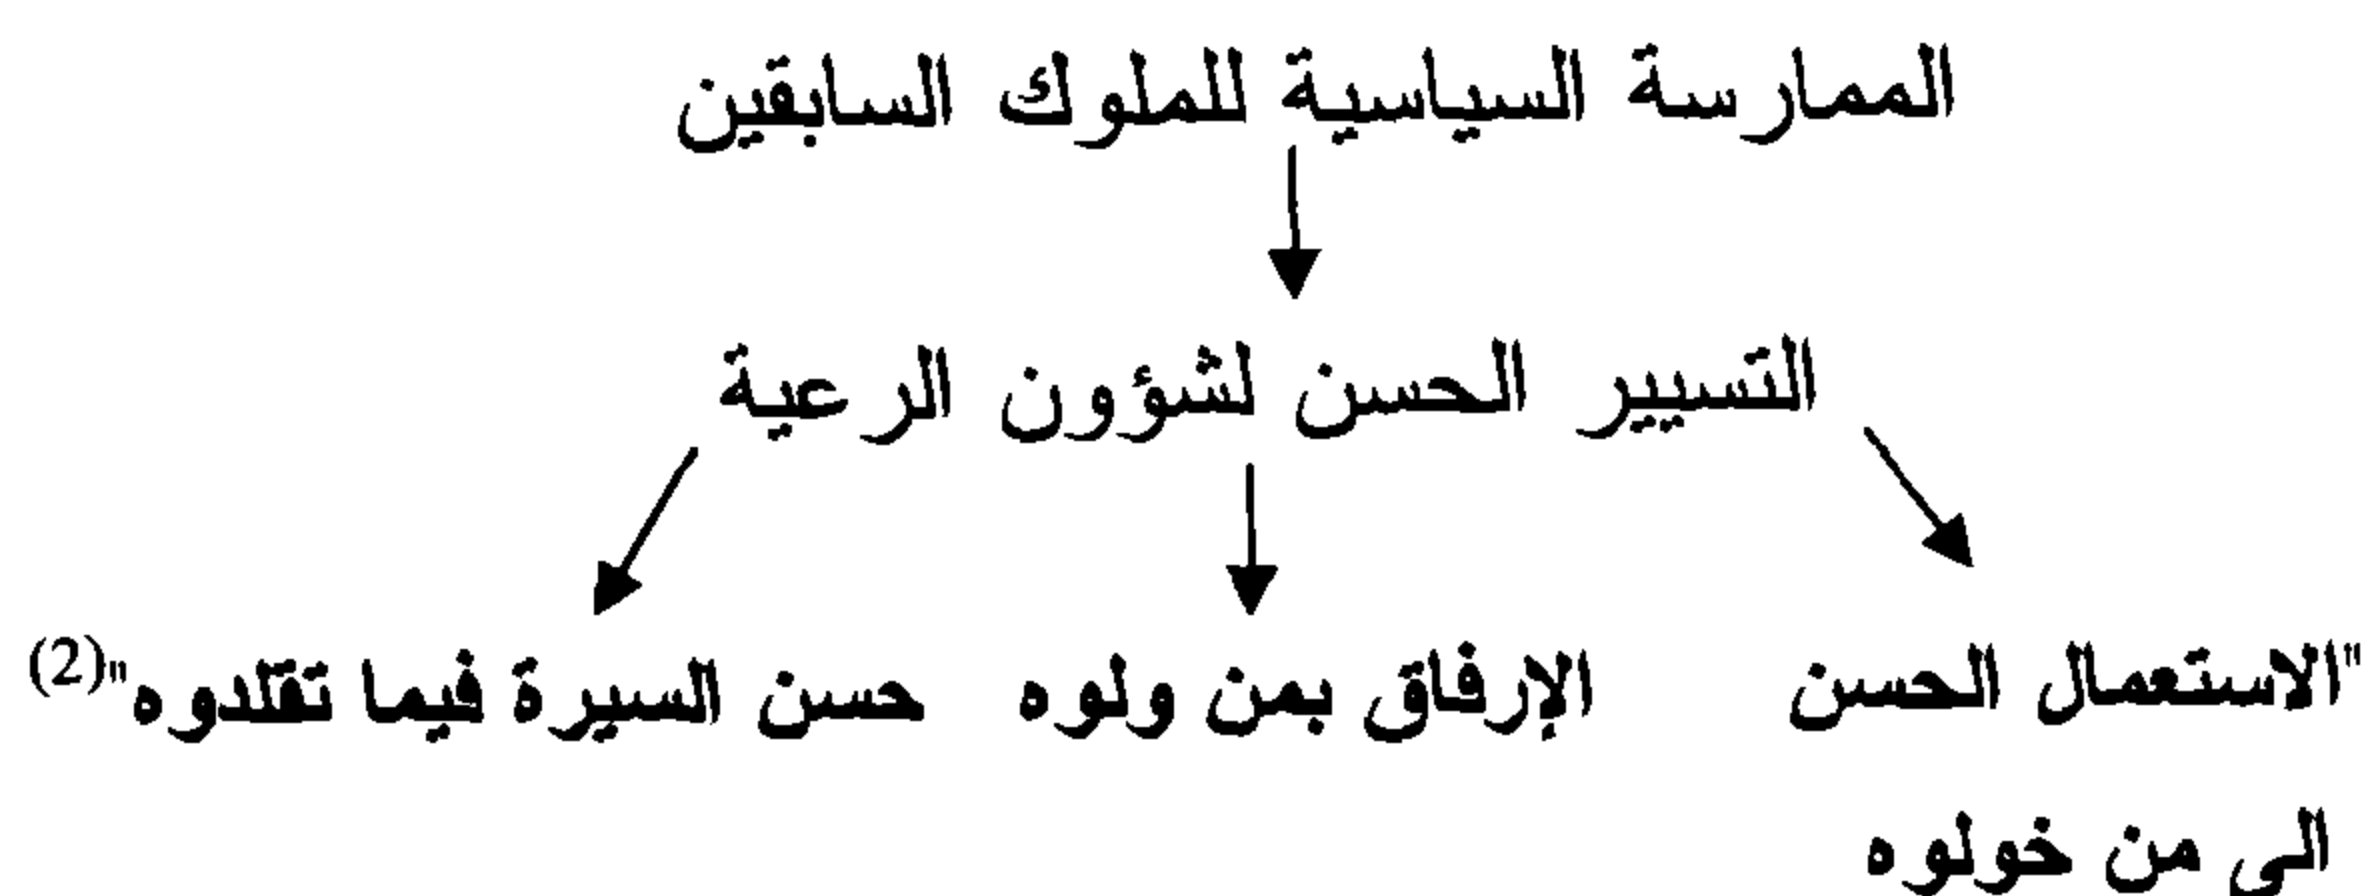 الممارسة السياسية للملوك السابقين
التسيير الحسن لشؤون الرعية
"الاستعمال الحسن الإرفاق بمن ولوه حسن السيرة فيما تقلدوه"(2)
الى من خولوه